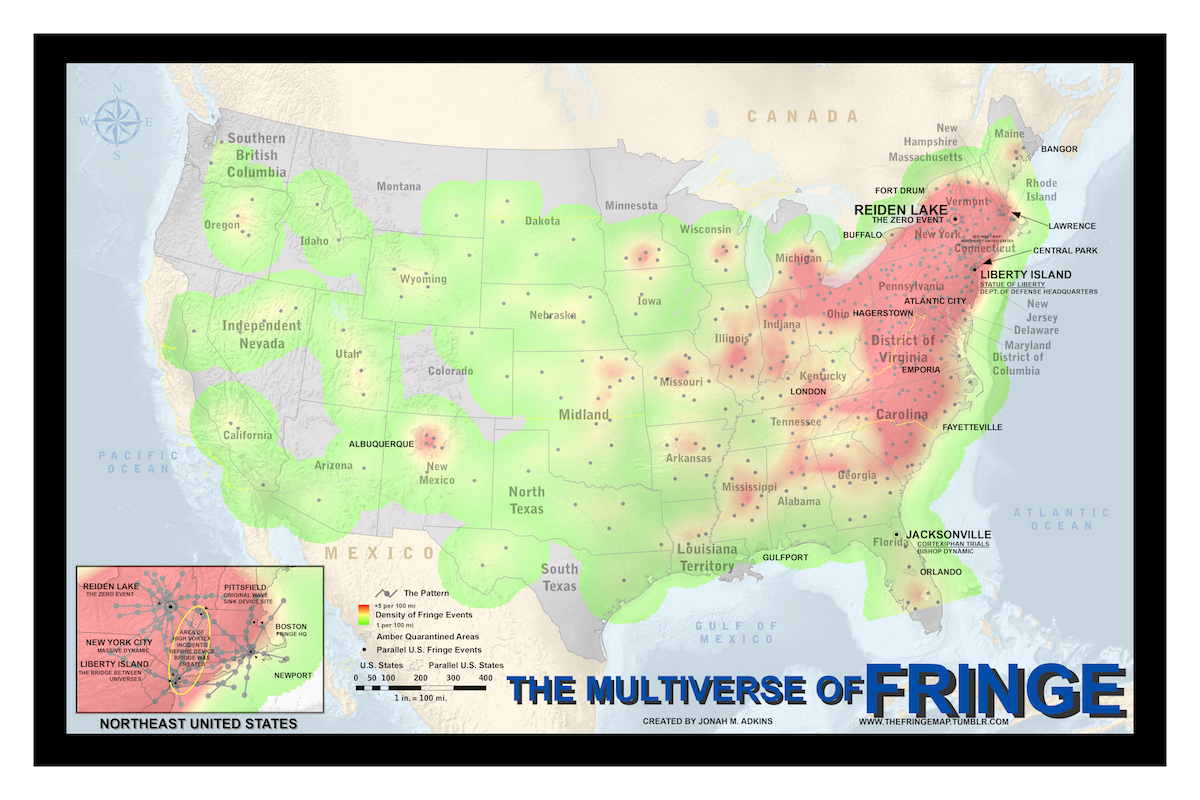 N
W
E
S
CANADA
Southern
British
Columbia
Montana
Oregon
Idaho
Wyoming
Dakota
Minnesota
Wisconsin
Michigan
New
Hampshire
Massachusetts
Maine
BANGOR
Rhode
Island
FORT DRUM
Vermont
REIDEN LAKE
THE ZERO EVENT
BUFFALO
New York
LAWRENCE
Connecticut
CENTRAL PARK
LIBERTY ISLAND
STATUE OF LIBERTY
DEPT. OF DEFENSE HEADQUARTERS
Pennsylvania
ATLANTIC CITY
HAGERSTOWN
New
Jersey
Delaware
Maryland
District of
Columbia
Independent
Nevada
Utah
Colorado
Nebraska
Iowa
Illinois
Indjana
Ohio
District of
Virginia
EMPORIA
Kentucky
LONDON
Missouri
Midland
Tennessee
Carolina
FAYETTEVILLE
California
ALBUQUERQUE
Arizona
New
Mexico
Arkansas
Mississippi
Alabama
Georgia
North
Texas
South
Texas
Louisiana
Territory
GULFPORT
JACKSONVILLE
CORTEXIPHAN TRIALS
BISHOP DYNAMIC
Florida
ORLANDO
PACIFIC
OCEAN
ATLANTIC
OCEAN
MEXICO
GULF OF
MEXICO
REIDEN LAKE
THE ZERO EVENT
PITTSFIELD
ORIGINAL WAVE
SINK DEVICE SITE
NEW YORK CITY
MASSIVE DYNAMIC
AREA OF
HIGH VORTEX
INCIDENTS
BEFORE DEVICE
BRIDGE WAS
CREATED
BOSTON
FRINGE HQ
LIBERTY ISLAND
THE BRIDGE BETWEEN
UNIVERSES
NEWPORT
NORTHEAST UNITED STATES
The Pattern
+5 per 100 mi
Density of Fringe Events
1 per 100 mi
Amber Quarantined Areas
Parallel U.S. Fringe Events
U.S. States
Parallel U.S. States
0 50 100 200 300 400
1 in. = 100 mi.
THE MULTIVERSE OF FRINGE
CREATED BY JONAH M. ADKINS
WWW.THEFRINGEMAP.TUMBLR.COM